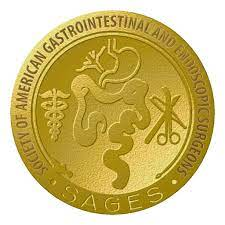 SOCIETY OF AMERICAN GASTROINTESTINAL AND ENDOSCOPIC SURGEONS
· SAGES ·